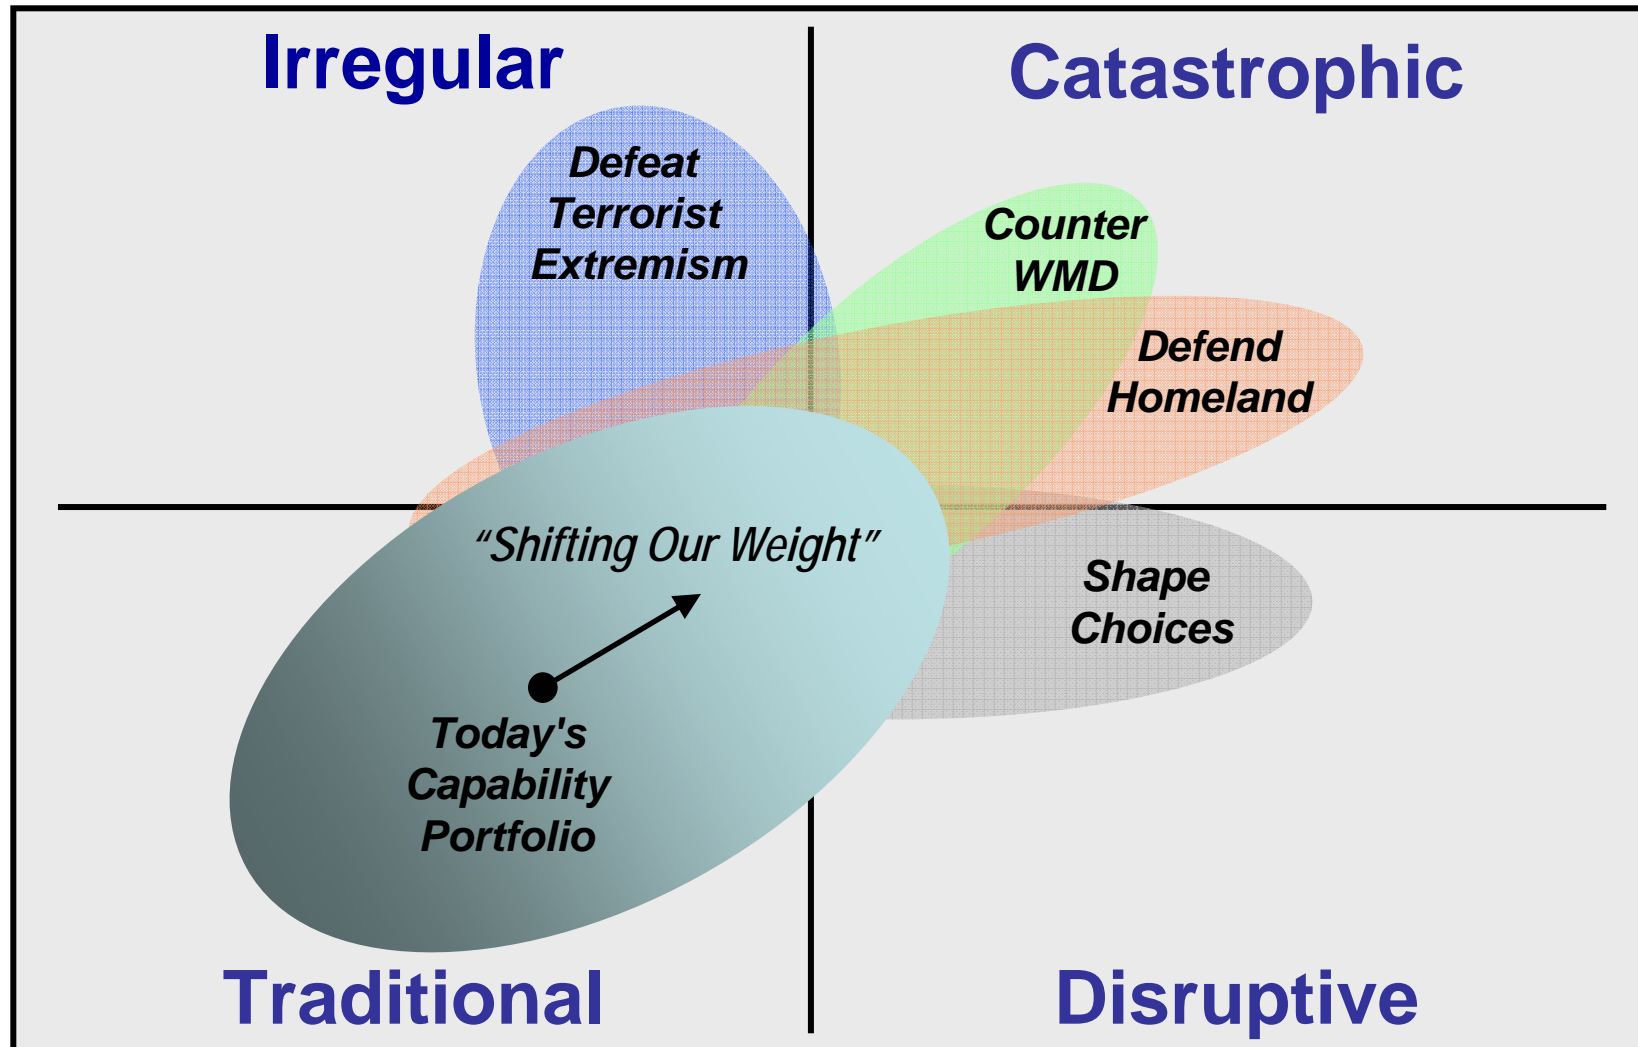 Irregular
Catastrophic
Defeat
Terrorist
Extremism
Counter
WMD
Defend
Homeland
“Shifting Our Weight”
Shape
Choices
Today's
Capability
Portfolio
Traditional
Disruptive